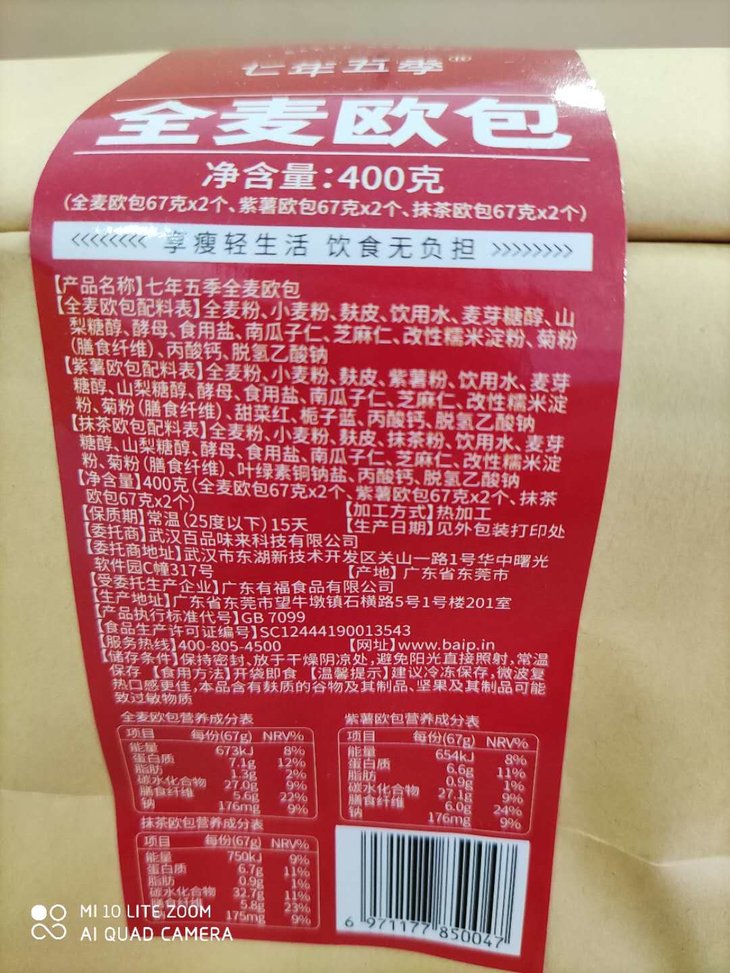 七年五季®
全麦欧包
净含量:400克
(全麦欧包67克x2个、紫薯欧包67克x2个、抹茶欧包67克x2个)
<<<<<<<< 享瘦轻生活 饮食无负担 >>>>>>>>
【产品名称】七年五季全麦欧包
【全麦欧包配料表】全麦粉、小麦粉、麸皮、饮用水、麦芽糖醇、山
梨糖醇、酵母、食用盐、南瓜子仁、芝麻仁、改性糯米淀粉、菊粉
(膳食纤维)、丙酸钙、脱氢乙酸钠
【紫薯欧包配料表】全麦粉、小麦粉、麸皮、紫薯粉、饮用水、麦芽
糖醇、山梨糖醇、酵母、食用盐、南瓜子仁、芝麻仁、改性糯米淀
粉、菊粉(膳食纤维)、甜菜红、栀子蓝、丙酸钙、脱氢乙酸钠
【抹茶欧包配料表】全麦粉、小麦粉、麸皮、抹茶粉、饮用水、麦芽
糖醇、山梨糖醇、酵母、食用盐、南瓜子仁、芝麻仁、改性糯米淀
粉、菊粉(膳食纤维)、叶绿素铜钠盐、丙酸钙、脱氢乙酸钠
【净含量】400克(全麦欧包67克x2个、紫薯欧包67克x2个、抹茶
欧包67克x2个) 【加工方式】热加工
【保质期】常温(25度以下)15天 【生产日期】见外包装打印处
【委托商】武汉百品味来科技有限公司
【委托商地址】武汉市东湖新技术开发区关山一路1号华中曙光
软件园C幢317号 【产地】广东省东莞市
【受委托生产企业】广东有福食品有限公司
【生产地址】广东省东莞市望牛墩镇石横路5号1号楼201室
【产品执行标准代号】GB 7099
【食品生产许可证编号】SC12444190013543
【服务热线】400-805-4500 【网址】www.baip.in
【储存条件】保持密封、放于干燥阴凉处,避免阳光直接照射,常温
保存 【食用方法】开袋即食 【温馨提示】建议冷冻保存,微波复
热口感更佳,本品含有麸质的谷物及其制品、坚果及其制品可能
致过敏物质
全麦欧包营养成分表
项目 每份(67g) NRV%
能量 673kJ 8%
蛋白质 7.1g 12%
脂肪 1.3g 2%
碳水化合物 27.0g 9%
膳食纤维 5.6g 22%
钠 176mg 9%
紫薯欧包营养成分表
项目 每份(67g) NRV%
能量 654kJ 8%
蛋白质 6.6g 11%
脂肪 0.9g 1%
碳水化合物 27.1g 9%
膳食纤维 6.0g 24%
钠 176mg 9%
抹茶欧包营养成分表
项目 每份(67g) NRV%
能量 750kJ 9%
蛋白质 6.7g 11%
脂肪 0.9g 1%
碳水化合物 32.7g 11%
膳食纤维 5.8g 23%
175mg 9%
6 971177 850047
MI 10 LITE ZOOM
AI QUAD CAMERA